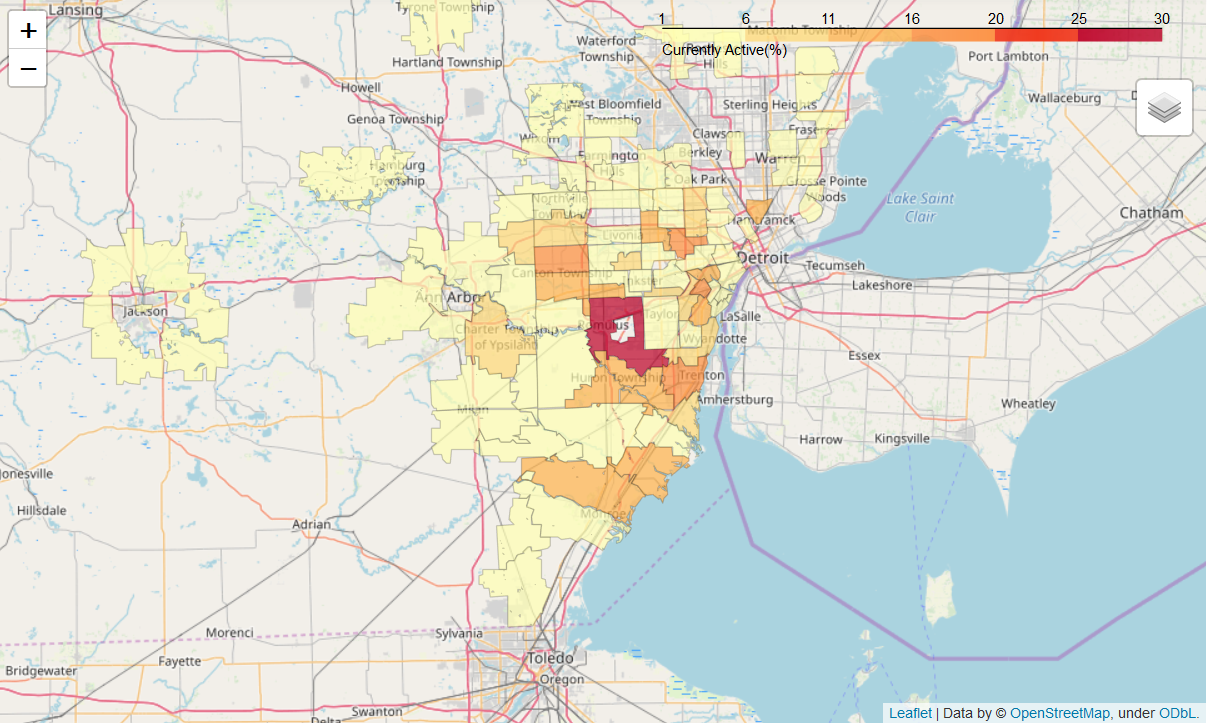 Lansing
Tyrone Township
Hartland Township
Howell
Genoa Township
Waterford
Township
1 6 11 16 20 25 30
Currently Active(%)
Macomb Township
Hills
Port Lambton
Wallaceburg
+
−
West Bloomfield
Township
Sterling Heights
Wixom
Clawson
Fraser
Farmington
Hills
Berkley
Warren
Hamburg
Township
Oak Park
Grosse Pointe
Woods
Northville
Township
Hamtramck
Lake Saint
Clair
Chatham
Livonia
Detroit
Tecumseh
Canton Township
Inkster
Lakeshore
Ann Arbor
Jackson
Romulus
Taylor
LaSalle
Charter Township
of Ypsilanti
Wyandotte
Essex
Huron Township
Trenton
Amherstburg
Milan
Wheatley
Harrow
Kingsville
Jonesville
Hillsdale
Adrian
Monroe
Morenci
Sylvania
Fayette
Toledo
Bridgewater
Oregon
Swanton
Delta
Leaflet | Data by © OpenStreetMap, under ODbL.